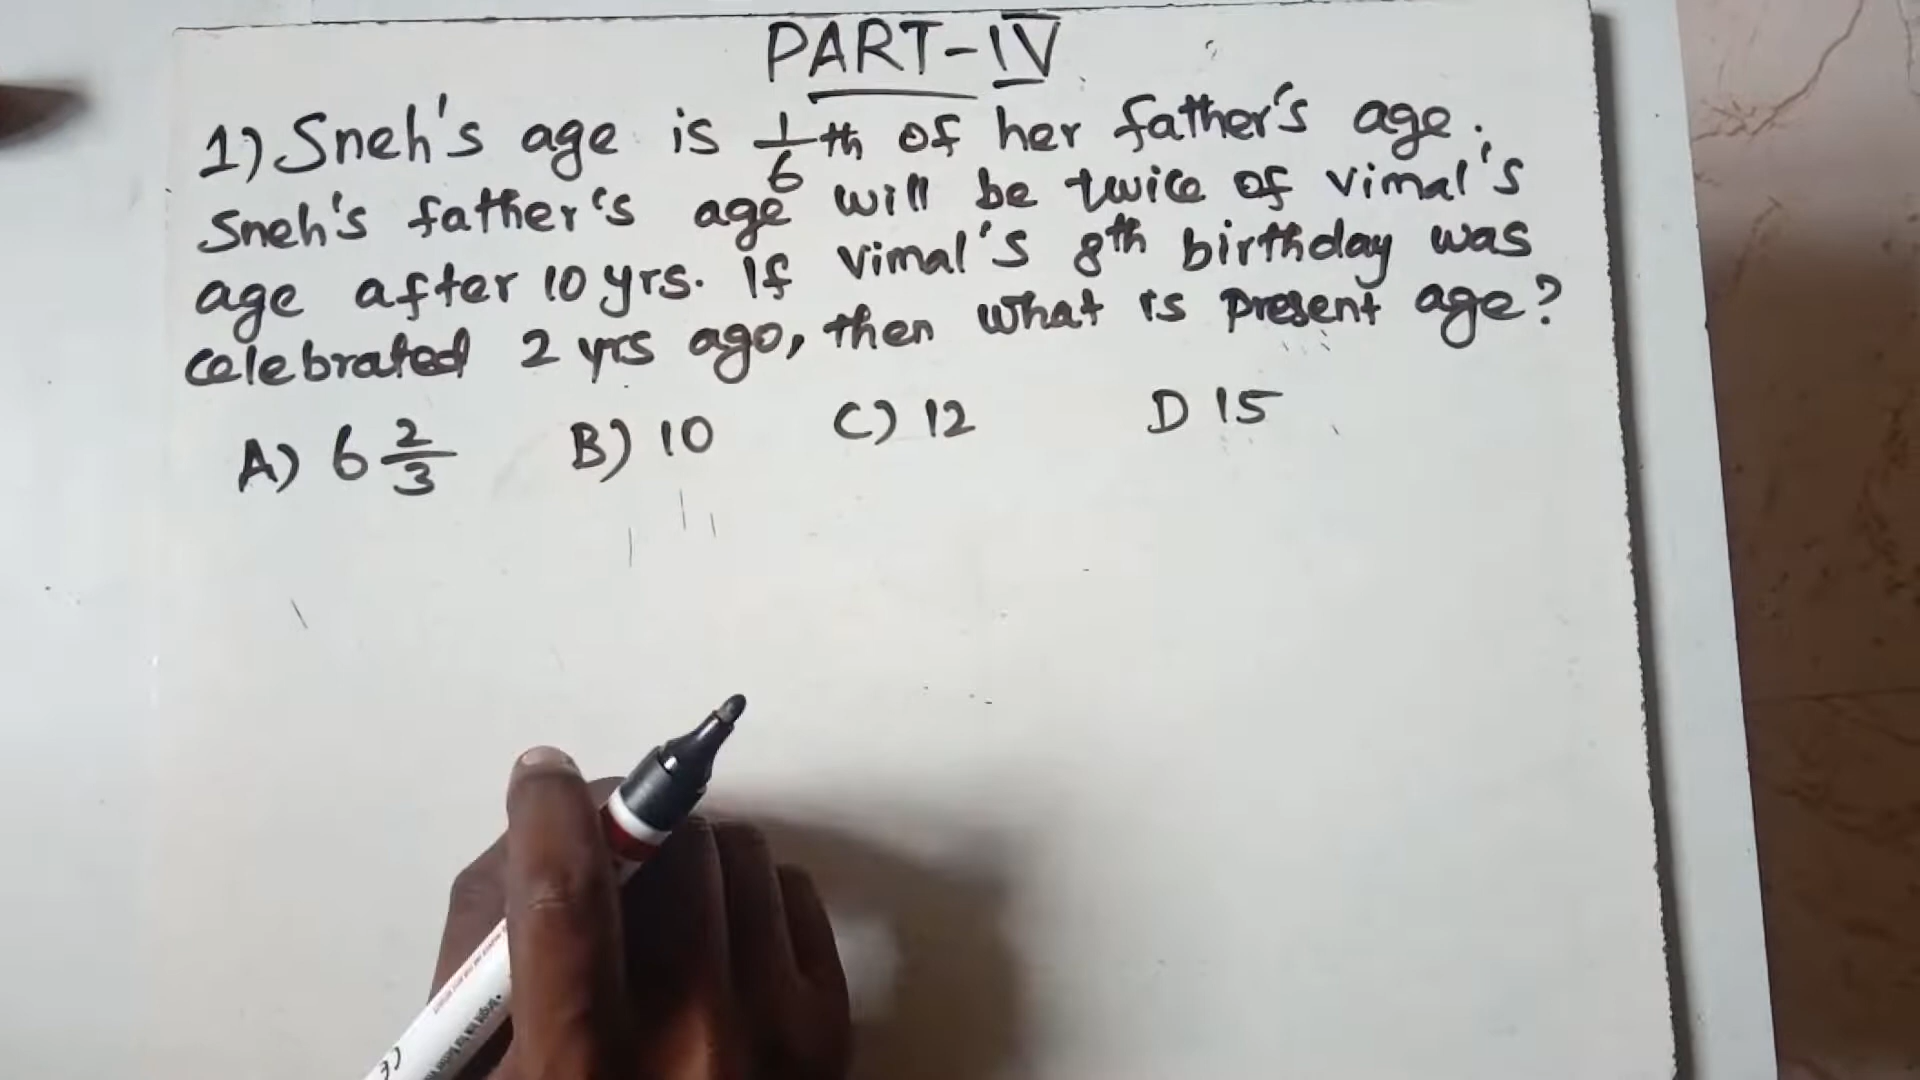 PART-IV
1) Sneh's age is 1/6 th of her father's age.
Sneh's father's age will be twice of Vimal's
age after 10 yrs. If Vimal's 8th birthday was
celebrated 2 yrs ago, then what is present age?
A) 6 2/3 B) 10 C) 12 D 15